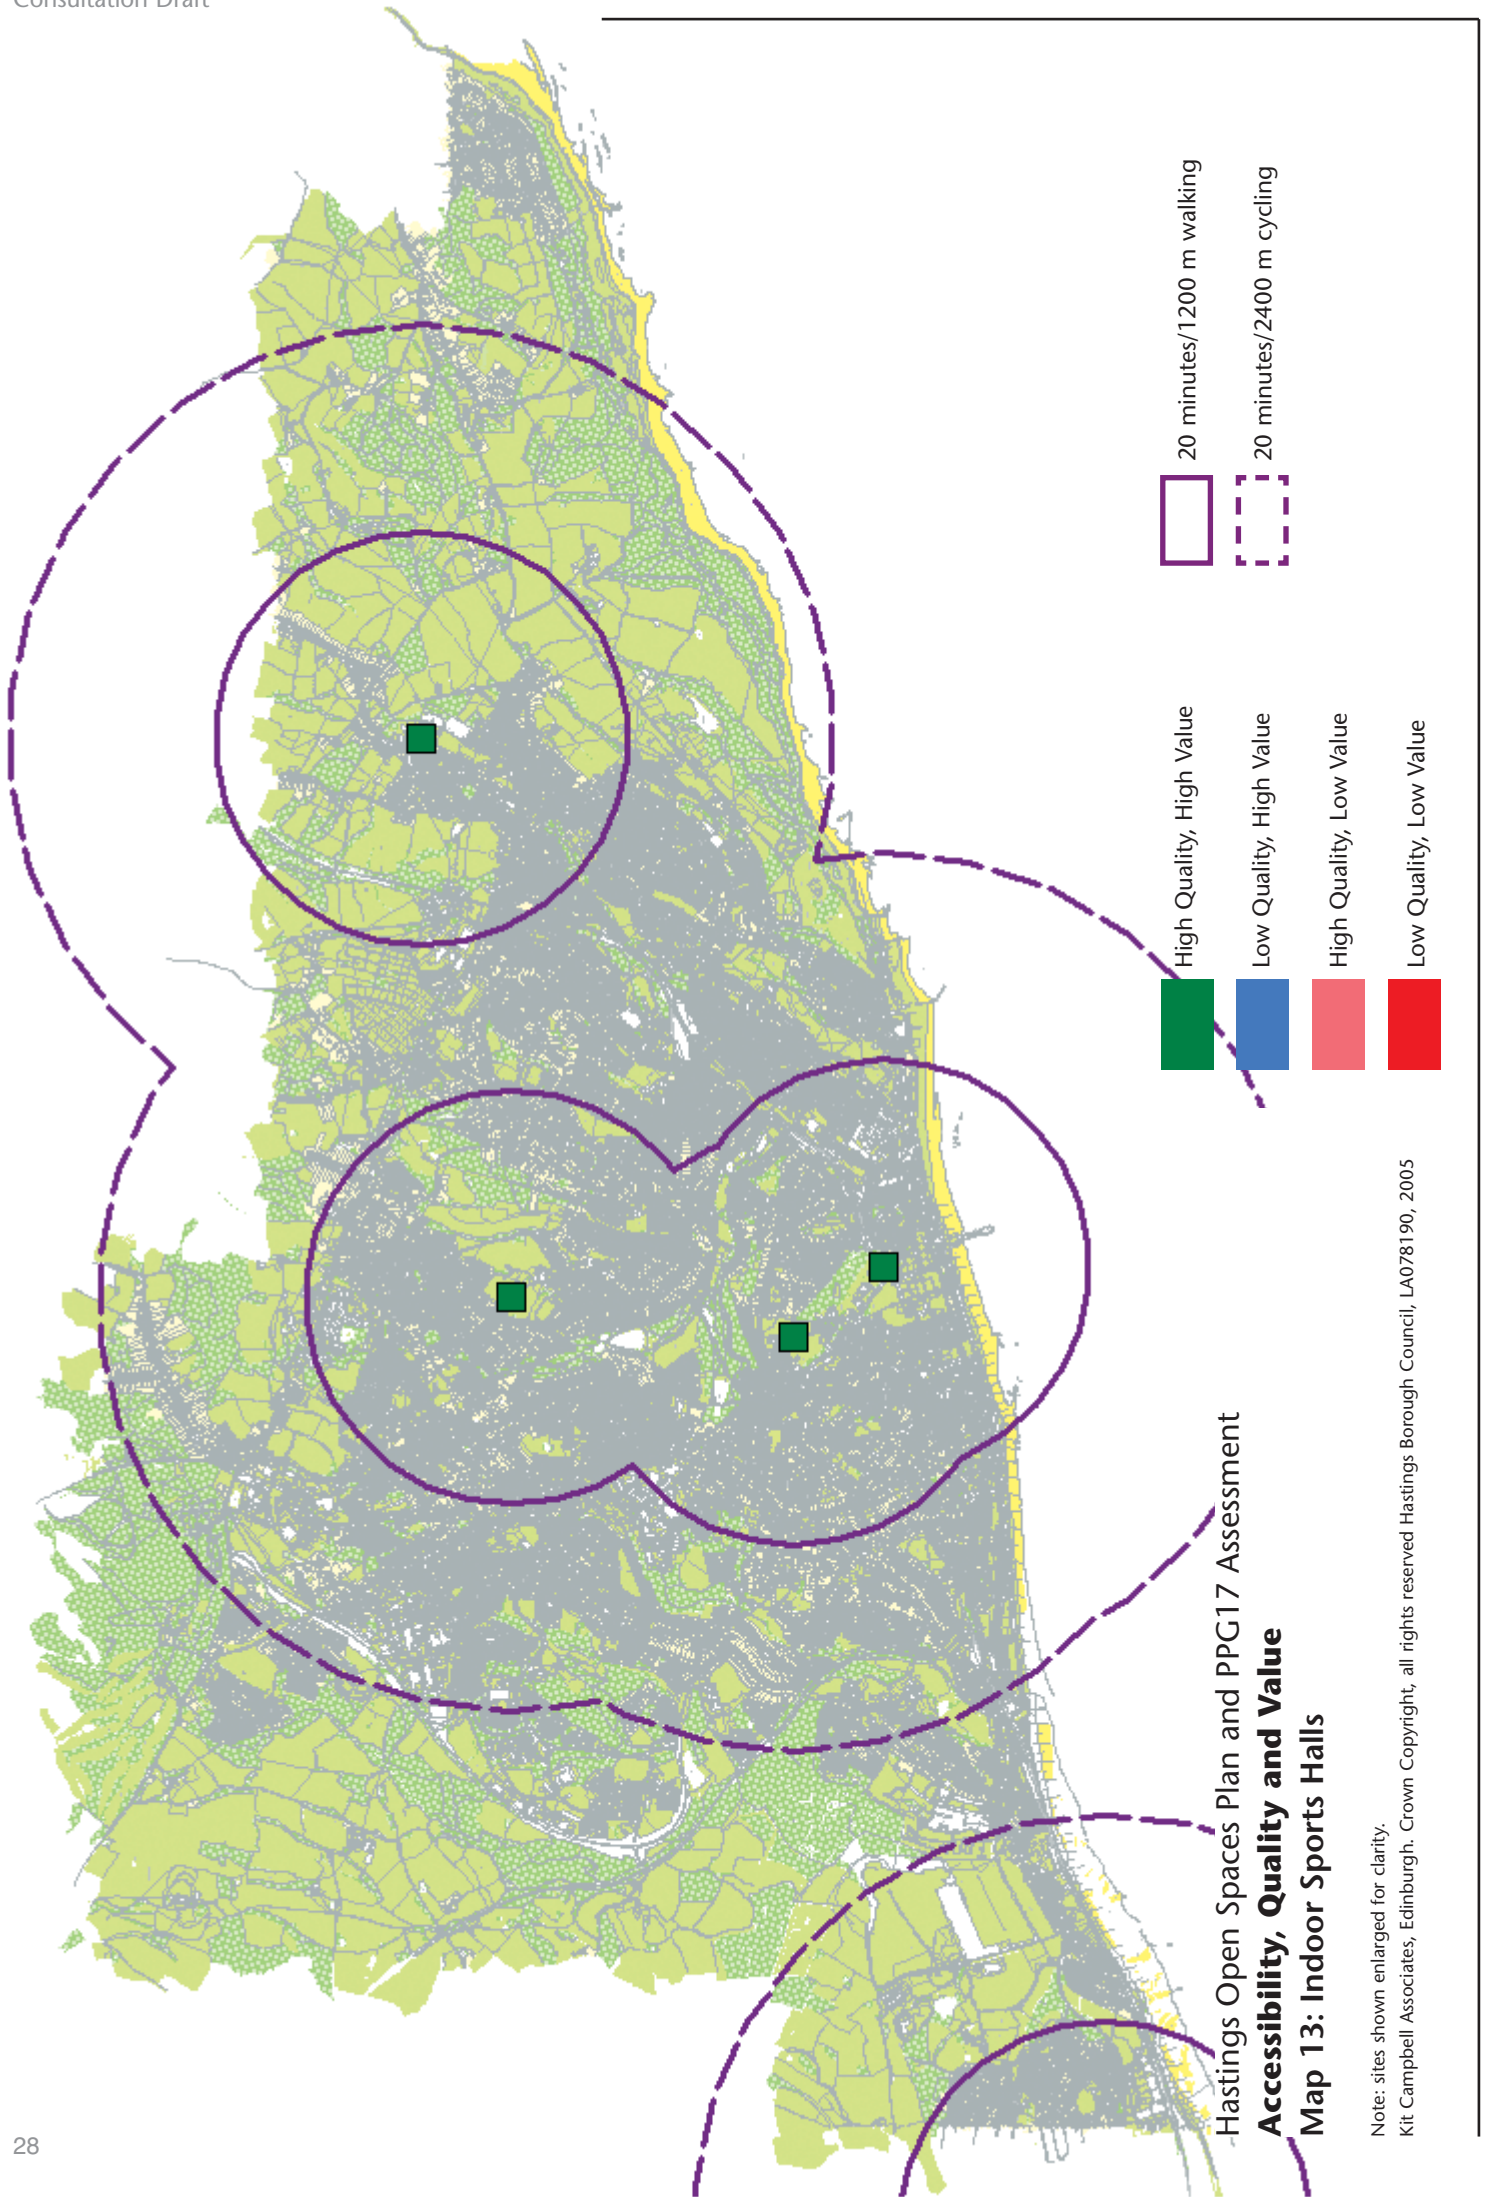 Consultation Draft
20 minutes/1200 m walking
20 minutes/2400 m cycling
High Quality, High Value
Low Quality, High Value
High Quality, Low Value
Low Quality, Low Value
Hastings Open Spaces Plan and PPG17 Assessment
Accessibility, Quality and Value
Map 13: Indoor Sports Halls
Note: sites shown enlarged for clarity.
Kit Campbell Associates, Edinburgh. Crown Copyright, all rights reserved Hastings Borough Council, LA078190, 2005
28